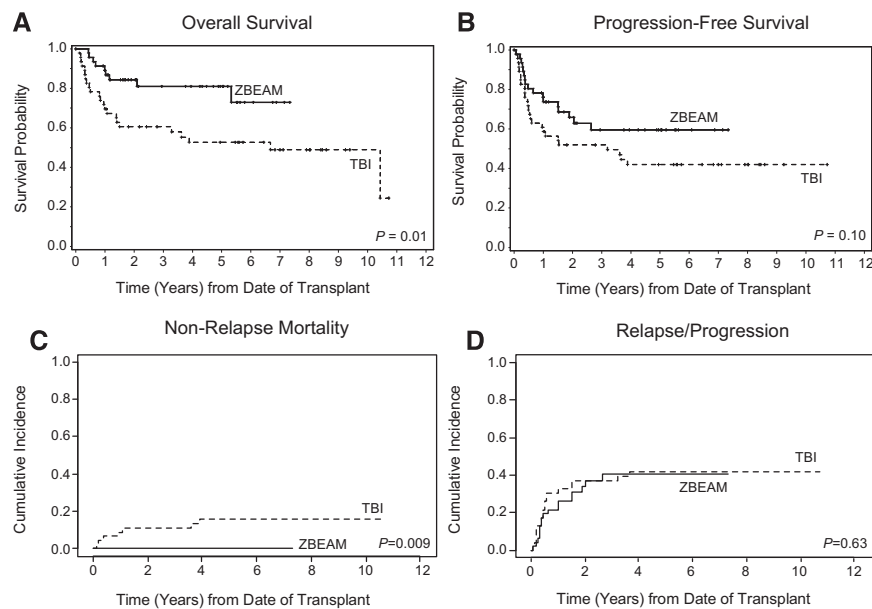 A
Overall Survival
Survival Probability
1.0
0.8
0.6
0.4
0.2
0.0
ZBEAM
TBI
P = 0.01
0 1 2 3 4 5 6 7 8 9 10 11 12
Time (Years) from Date of Transplant
B
Progression-Free Survival
Survival Probability
1.0
0.8
0.6
0.4
0.2
0.0
ZBEAM
TBI
P = 0.10
0 1 2 3 4 5 6 7 8 9 10 11 12
Time (Years) from Date of Transplant
C
Non-Relapse Mortality
Cumulative Incidence
1.0
0.8
0.6
0.4
0.2
0.0
TBI
ZBEAM
P=0.009
0 2 4 6 8 10 12
Time (Years) from Date of Transplant
D
Relapse/Progression
Cumulative Incidence
1.0
0.8
0.6
0.4
0.2
0.0
TBI
ZBEAM
P=0.63
0 2 4 6 8 10 12
Time (Years) from Date of Transplant